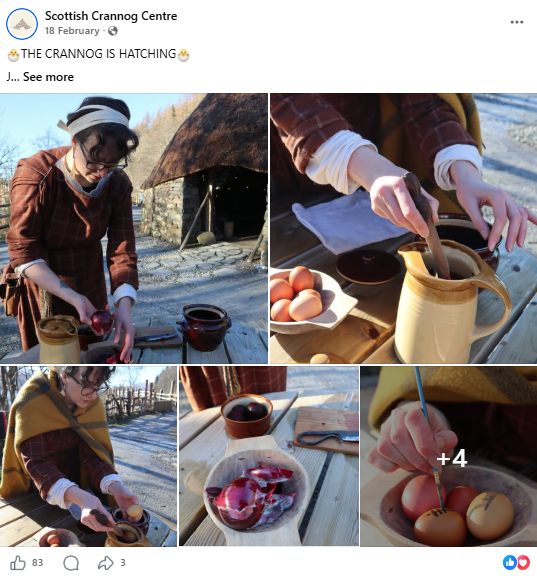 Scottish Crannog Centre
18 February ·
🐣THE CRANNOG IS HATCHING🐣
J... See more
+4
83
3